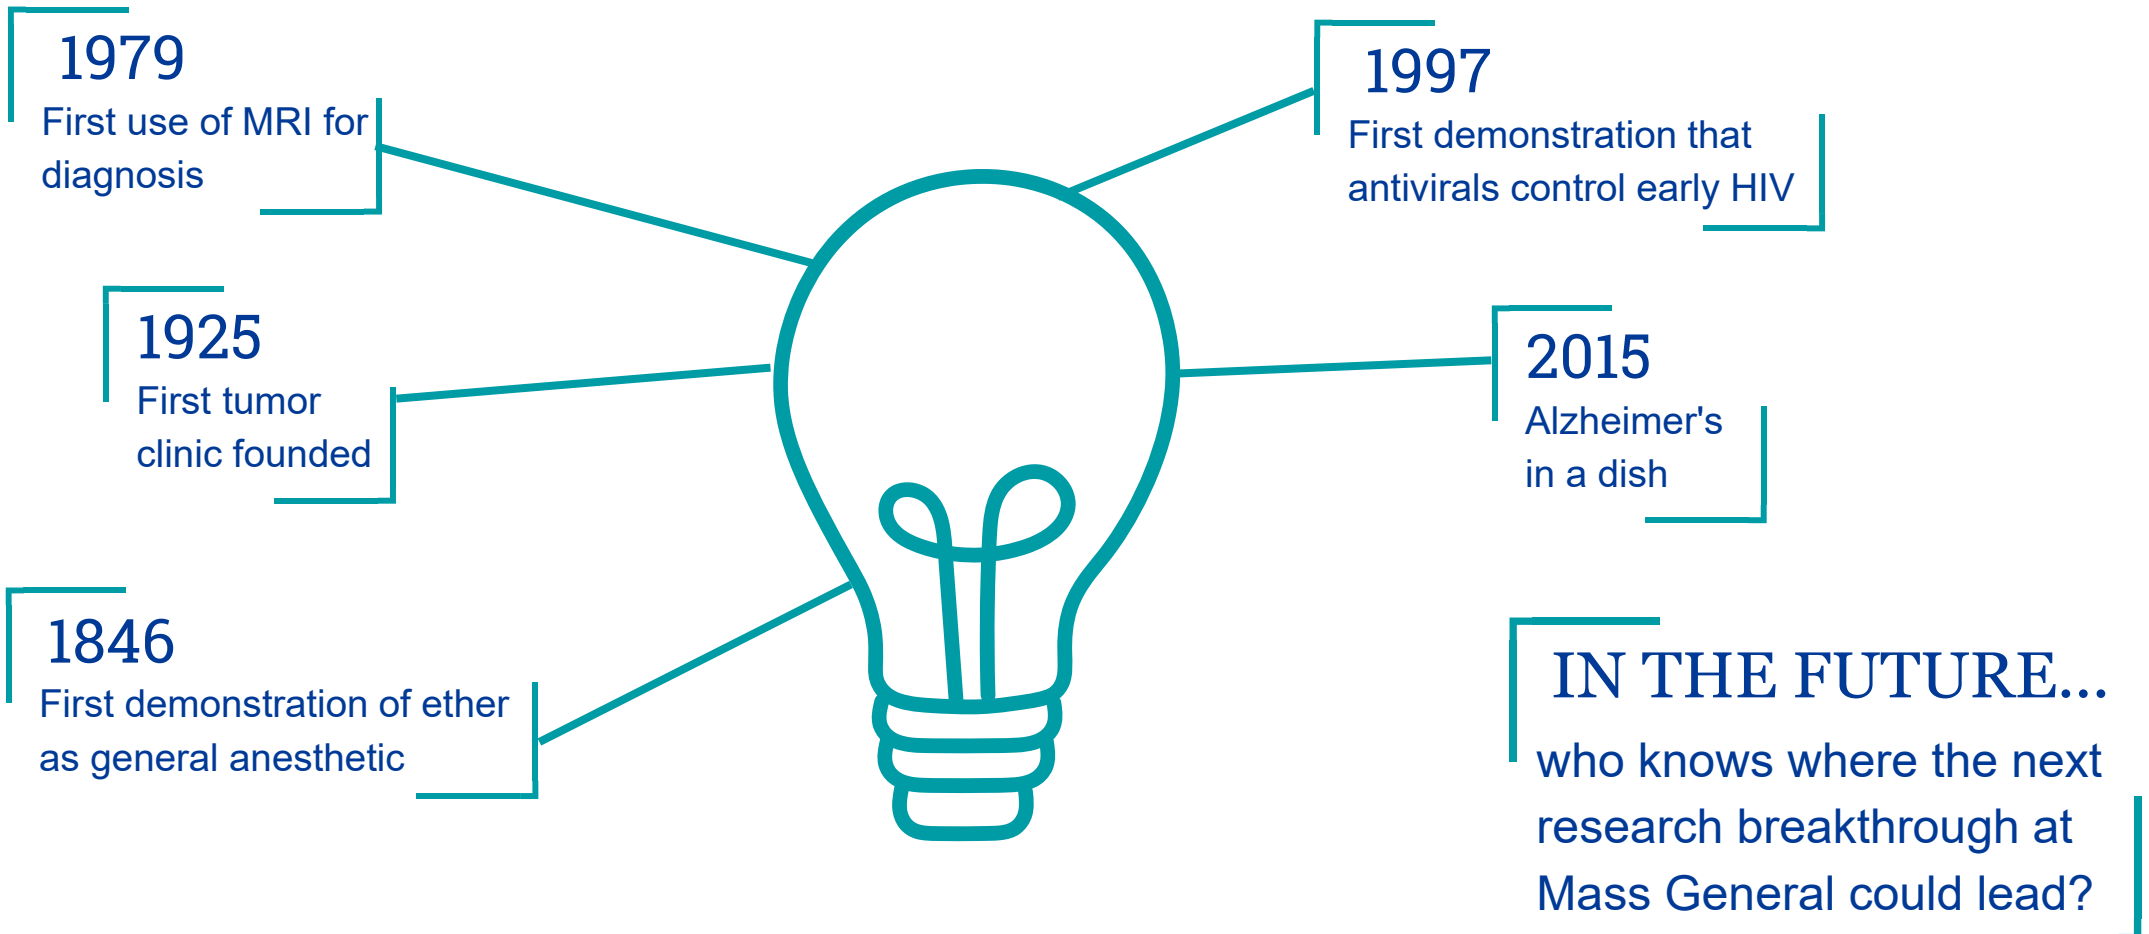 1979
First use of MRI for
diagnosis
1925
First tumor
clinic founded
1846
First demonstration of ether
as general anesthetic
1997
First demonstration that
antivirals control early HIV
2015
Alzheimer's
in a dish
IN THE FUTURE...
who knows where the next
research breakthrough at
Mass General could lead?